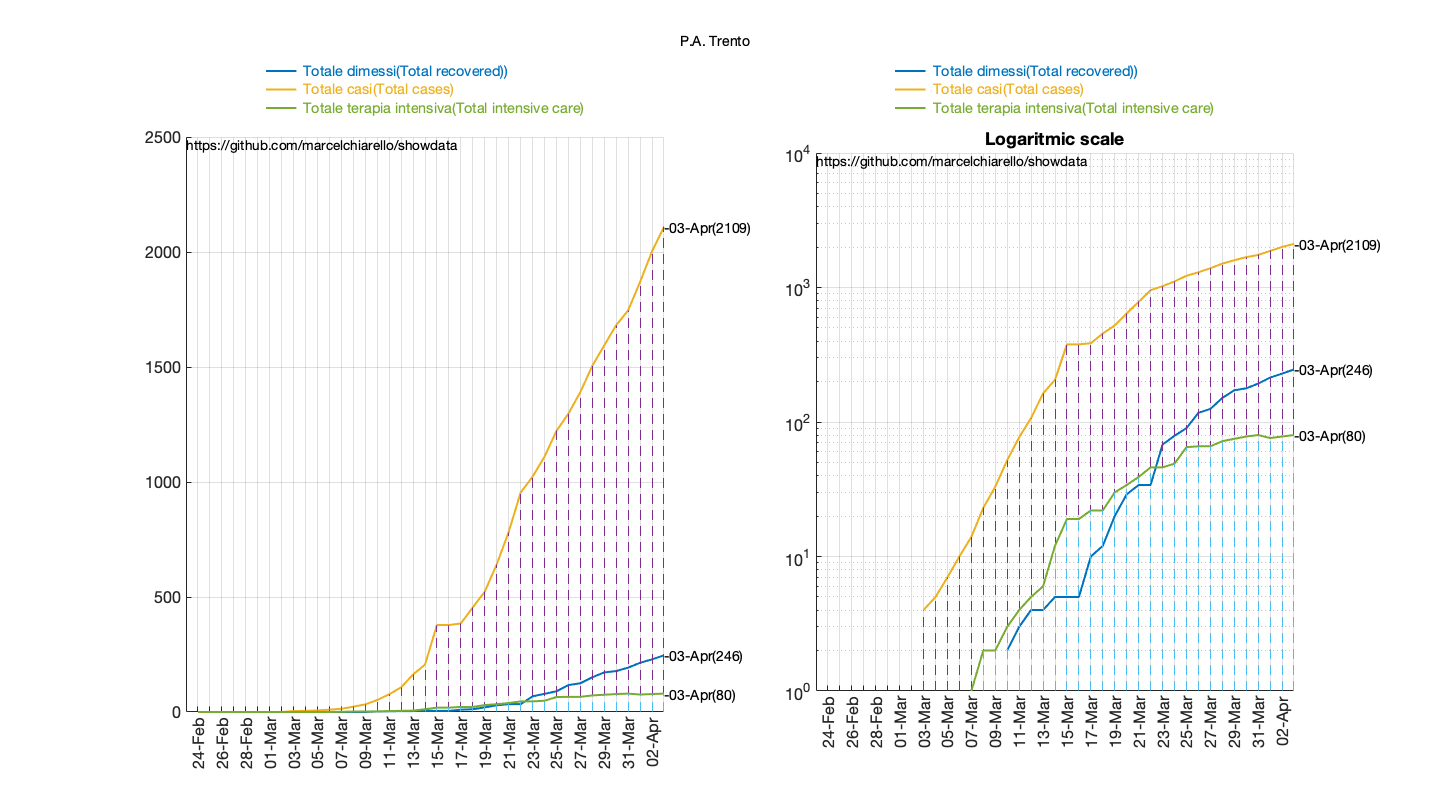 P.A. Trento
Totale dimessi(Total recovered))
Totale casi(Total cases)
Totale terapia intensiva(Total intensive care)
2500
2000
1500
1000
500
0
https://github.com/marcelchiarello/showdata
-03-Apr(2109)
-03-Apr(246)
-03-Apr(80)
24-Feb
26-Feb
28-Feb
01-Mar
03-Mar
05-Mar
07-Mar
09-Mar
11-Mar
13-Mar
15-Mar
17-Mar
19-Mar
21-Mar
23-Mar
25-Mar
27-Mar
29-Mar
31-Mar
02-Apr
Totale dimessi(Total recovered))
Totale casi(Total cases)
Totale terapia intensiva(Total intensive care)
Logaritmic scale
10^4
10^3
10^2
10^1
10^0
https://github.com/marcelchiarello/showdata
-03-Apr(2109)
-03-Apr(246)
-03-Apr(80)
24-Feb
26-Feb
28-Feb
01-Mar
03-Mar
05-Mar
07-Mar
09-Mar
11-Mar
13-Mar
15-Mar
17-Mar
19-Mar
21-Mar
23-Mar
25-Mar
27-Mar
29-Mar
31-Mar
02-Apr